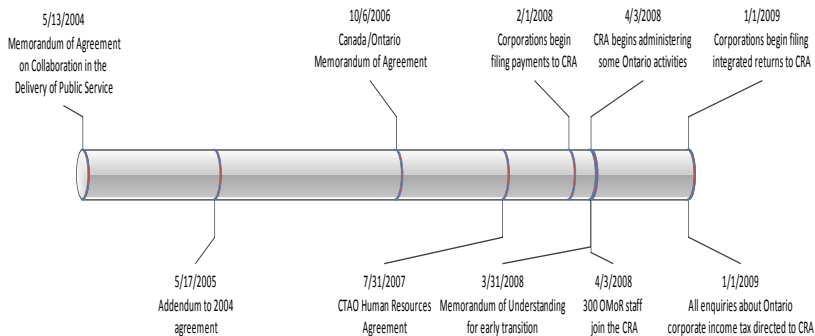 5/13/2004
Memorandum of Agreement
on Collaboration in the
Delivery of Public Service
10/6/2006
Canada/Ontario
Memorandum of Agreement
2/1/2008
Corporations begin
filing payments to CRA
4/3/2008
CRA begins administering
some Ontario activities
1/1/2009
Corporations begin filing
integrated returns to CRA
5/17/2005
Addendum to 2004
agreement
7/31/2007
CTAO Human Resources
Agreement
3/31/2008
Memorandum of Understanding
for early transition
4/3/2008
300 OMoR staff
join the CRA
1/1/2009
All enquiries about Ontario
corporate income tax directed to CRA